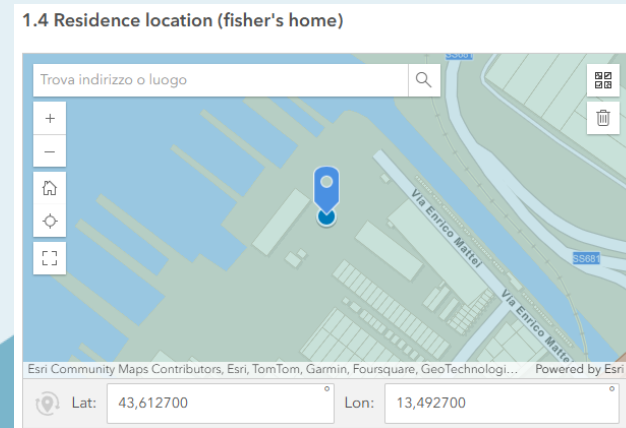 1.4 Residence location (fisher's home)
SS681
Trova indirizzo o luogo
+
−
Via Enrico Mattei
SS681
Via Enrico Matte
Esri Community Maps Contributors, Esri, TomTom, Garmin, Foursquare, GeoTechnologi...
Powered by Esri
Lat: 43,612700 °
Lon: 13,492700 °